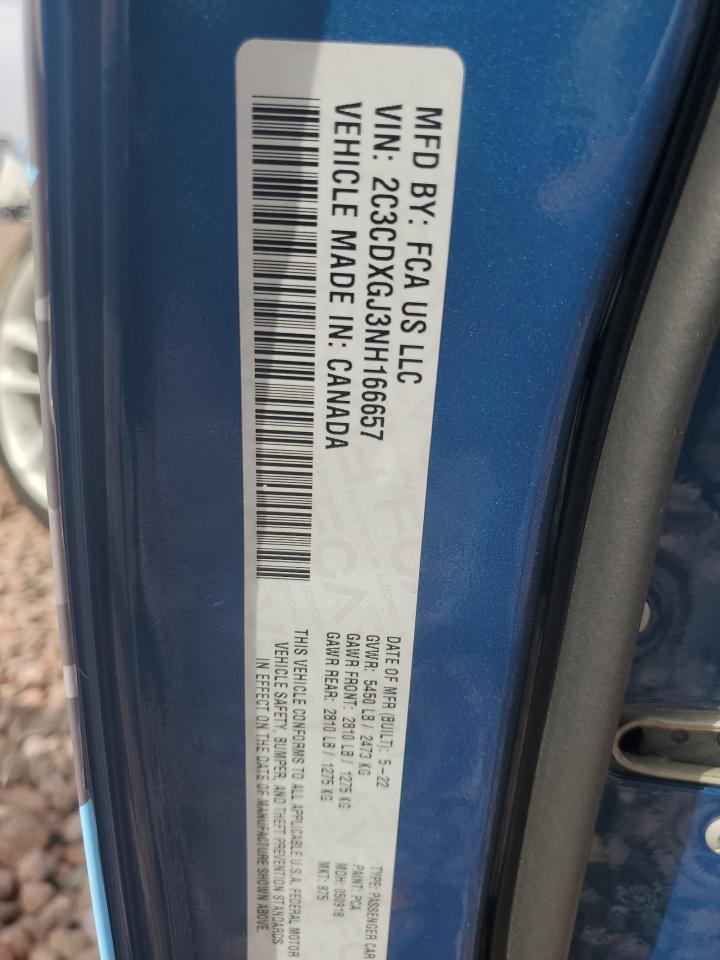 MFD BY: FCA US LLC
VIN: 2C3CDXGJ3NH166657
VEHICLE MADE IN: CANADA
DATE OF MFR (BUILT): 5-22
GVWR: 5450 LB / 2473 KG
GAWR FRONT: 2810 LB / 1275 KG
GAWR REAR: 2810 LB / 1275 KG
THIS VEHICLE CONFORMS TO ALL APPLICABLE U.S.A. FEDERAL MOTOR
VEHICLE SAFETY, BUMPER, AND THEFT PREVENTION STANDARDS
IN EFFECT ON THE DATE OF MANUFACTURE SHOWN ABOVE.
TYPE: PASSENGER CAR
PAINT: PCA
MDH: 050918
MKT: 875